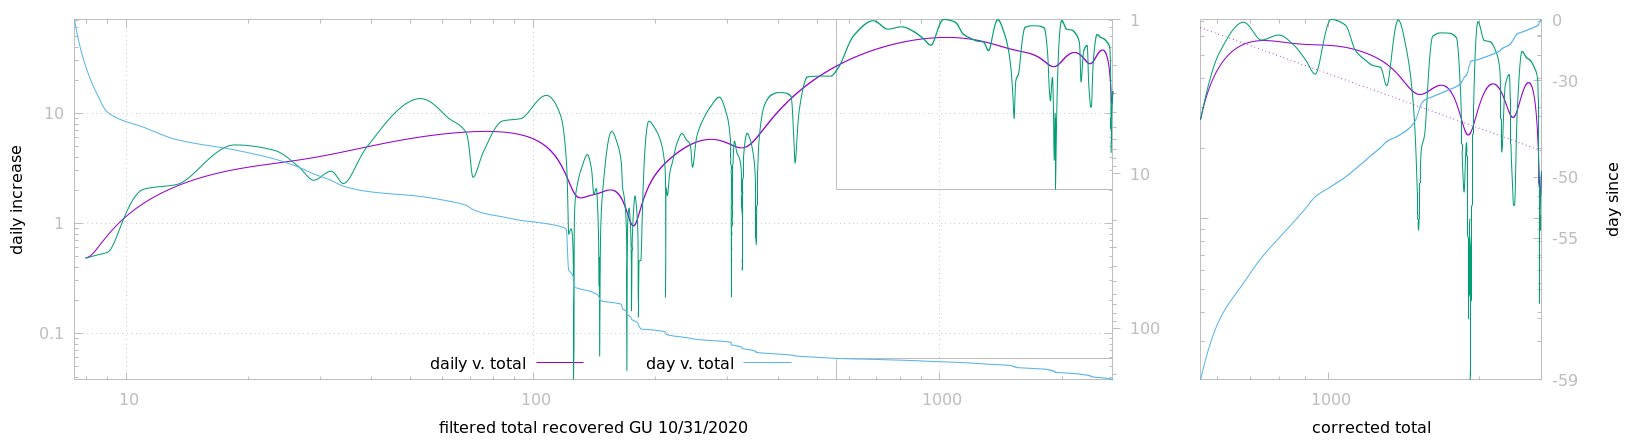 daily increase
10
1
0.1
10
100
1000
filtered total recovered GU 10/31/2020
daily v. total
day v. total
1
10
100
1000
corrected total
0
-30
-50
-55
-59
day since